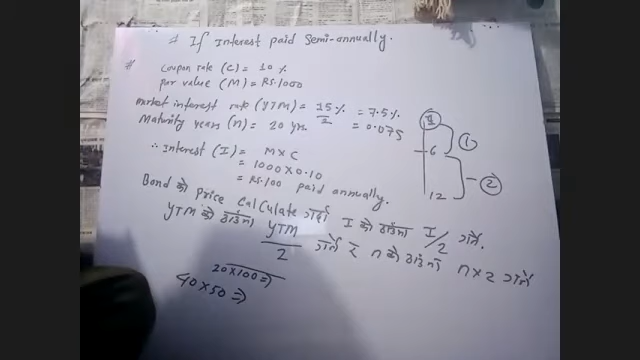 # If Interest paid Semi-annually.
# Coupon rate (C) = 10 %
par value (M) = RS. 1000
market interest rate (YTM) = 15%/2 = 7.5%
= 0.075
Maturity years (n) = 20 yrs.
∴ Interest (I) = M × C
= 1000 × 0.10
= RS. 100 paid annually.
Bond को Price Calculate गर्दा I को ठाउँमा I/2 गर्ने.
YTM को ठाउँमा YTM/2 गर्ने र n को ठाउँमा n×2 गर्ने
20×100 ⇒
40×50 ⇒
6
12
1
2